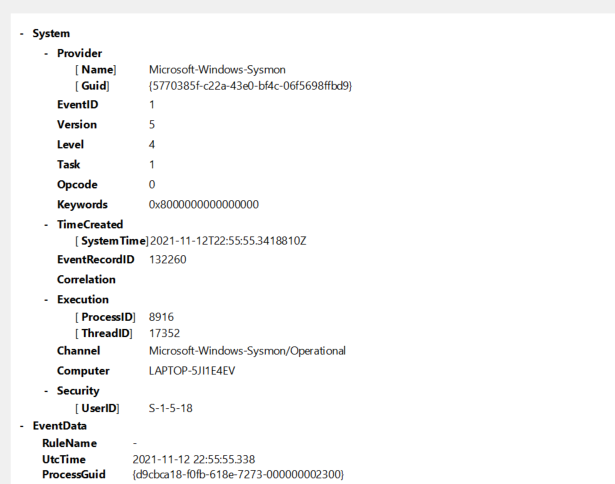 - System
- Provider
[ Name] Microsoft-Windows-Sysmon
[ Guid] {5770385f-c22a-43e0-bf4c-06f5698ffbd9}
EventID 1
Version 5
Level 4
Task 1
Opcode 0
Keywords 0x8000000000000000
- TimeCreated
[ SystemTime] 2021-11-12T22:55:55.3418810Z
EventRecordID 132260
Correlation
- Execution
[ ProcessID] 8916
[ ThreadID] 17352
Channel Microsoft-Windows-Sysmon/Operational
Computer LAPTOP-5JI1E4EV
- Security
[ UserID] S-1-5-18
- EventData
RuleName -
UtcTime 2021-11-12 22:55:55.338
ProcessGuid {d9cbca18-f0fb-618e-7273-000000002300}